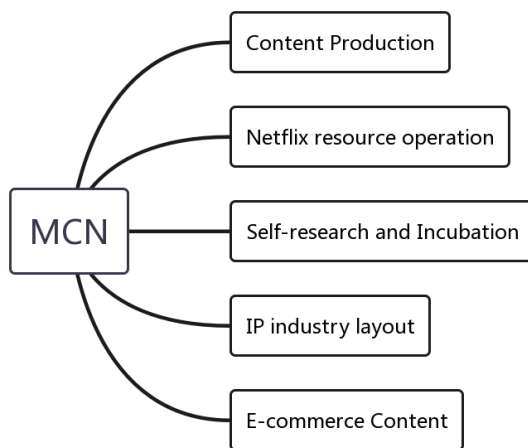 Content Production
Netflix resource operation
MCN
Self-research and Incubation
IP industry layout
E-commerce Content